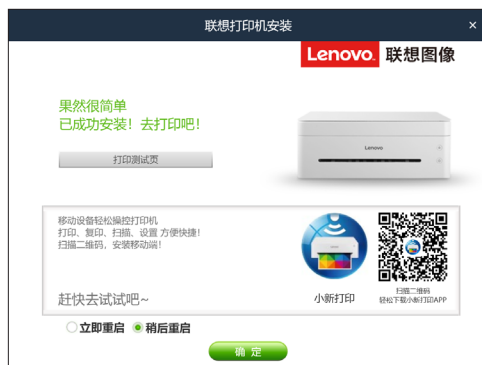 联想打印机安装
×
Lenovo. 联想图像
果然很简单
已成功安装！去打印吧！
打印测试页
Lenovo
移动设备轻松操控打印机
打印、复印、扫描、设置 方便快捷！
扫描二维码，安装移动端！
赶快去试试吧~
小新打印
扫描二维码
轻松下载小新打印APP
立即重启 稍后重启
确 定